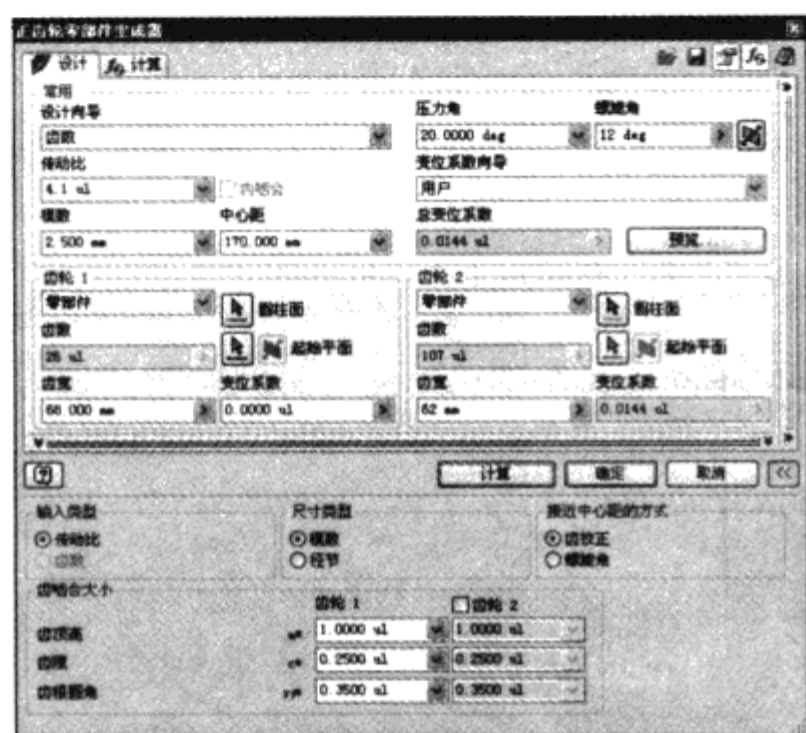 正齿轮零部件生成器
设计 fG 计算
常用
设计向导
齿数
压力角
20.0000 deg
螺旋角
12 deg
传动比
4.1 ul
内啮合
变位系数向导
用户
模数
2.500 mm
中心距
170.000 mm
总变位系数
0.0144 ul
预览...
齿轮 1
零部件
圆柱面
齿数
26 ul
起始平面
齿宽
68.000 mm
变位系数
0.0000 ul
齿轮 2
零部件
圆柱面
齿数
107 ul
起始平面
齿宽
62 mm
变位系数
0.0144 ul
计算
确定
取消
<<
输入类型
传动比
齿数
尺寸类型
模数
径节
接近中心距的方式
齿校正
螺旋角
齿啮合大小
齿轮 1
齿轮 2
齿顶高
a*
1.0000 ul
1.0000 ul
齿隙
c*
0.2500 ul
0.2500 ul
齿根圆角
rf*
0.3500 ul
0.3500 ul